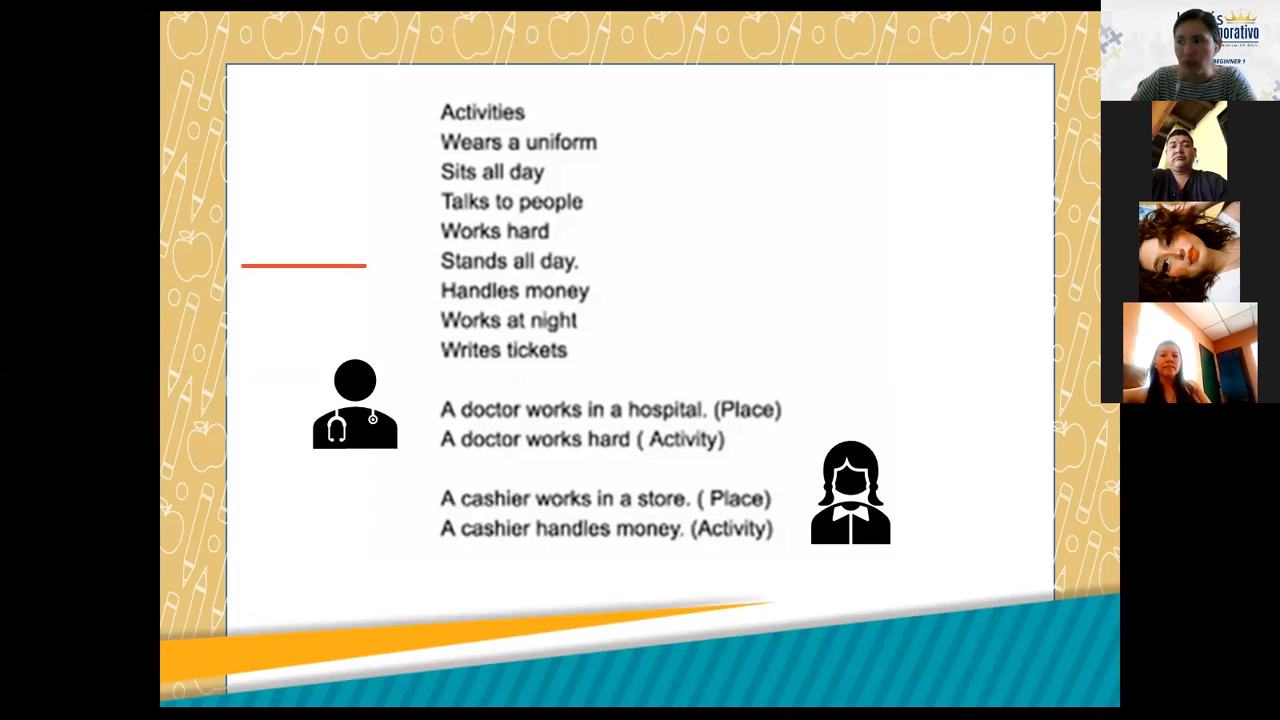 Activities
Wears a uniform
Sits all day
Talks to people
Works hard
Stands all day.
Handles money
Works at night
Writes tickets
A doctor works in a hospital. (Place)
A doctor works hard ( Activity)
A cashier works in a store. ( Place)
A cashier handles money. (Activity)
BEGINNER 1